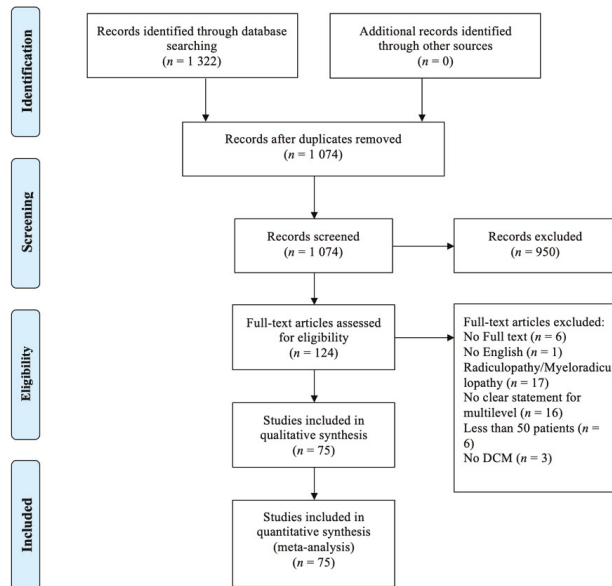 Identification
Records identified through database
searching
(n = 1 322)
Additional records identified
through other sources
(n = 0)
Records after duplicates removed
(n = 1 074)
Screening
Records screened
(n = 1 074)
Records excluded
(n = 950)
Eligibility
Full-text articles assessed
for eligibility
(n = 124)
Full-text articles excluded:
No Full text (n = 6)
No English (n = 1)
Radiculopathy/Myeloradicu
lopathy (n = 17)
No clear statement for
multilevel (n = 16)
Less than 50 patients (n =
6)
No DCM (n = 3)
Studies included in
qualitative synthesis
(n = 75)
Included
Studies included in
quantitative synthesis
(meta-analysis)
(n = 75)